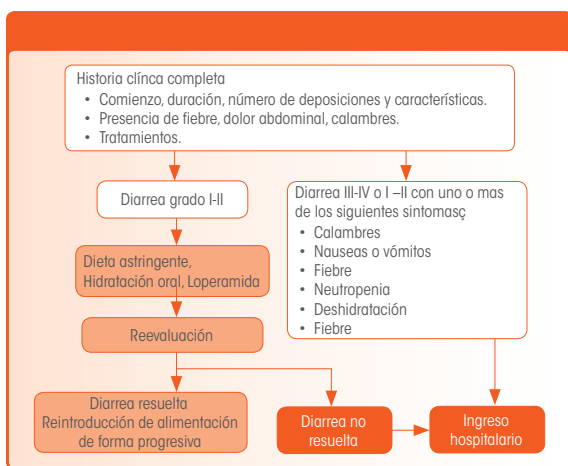 Historia clínca completa
• Comienzo, duración, número de deposiciones y características.
• Presencia de fiebre, dolor abdominal, calambres.
• Tratamientos.
Diarrea grado I-II
Diarrea III-IV o I –II con uno o mas
de los siguientes sintomasç
• Calambres
• Nauseas o vómitos
• Fiebre
• Neutropenia
• Deshidratación
• Fiebre
Dieta astringente,
Hidratación oral, Loperamida
Reevaluación
Diarrea resuelta
Reintroducción de alimentación
de forma progresiva
Diarrea no
resuelta
Ingreso
hospitalario